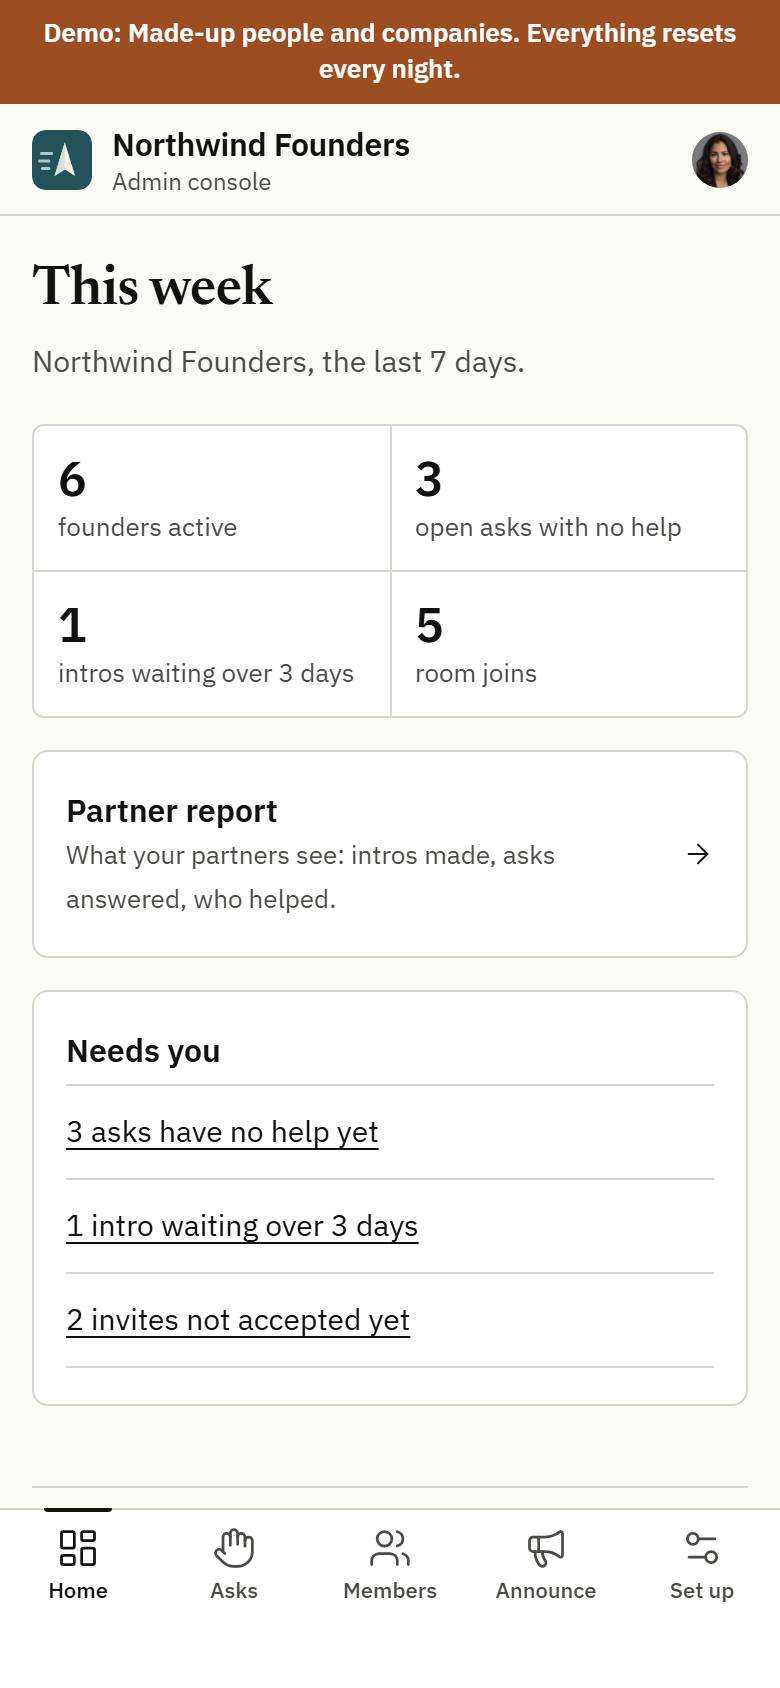 Demo: Made-up people and companies. Everything resets
every night.
Northwind Founders
Admin console
This week
Northwind Founders, the last 7 days.
6
founders active
3
open asks with no help
1
intros waiting over 3 days
5
room joins
Partner report
What your partners see: intros made, asks
answered, who helped.
Needs you
3 asks have no help yet
1 intro waiting over 3 days
2 invites not accepted yet
Home
Asks
Members
Announce
Set up